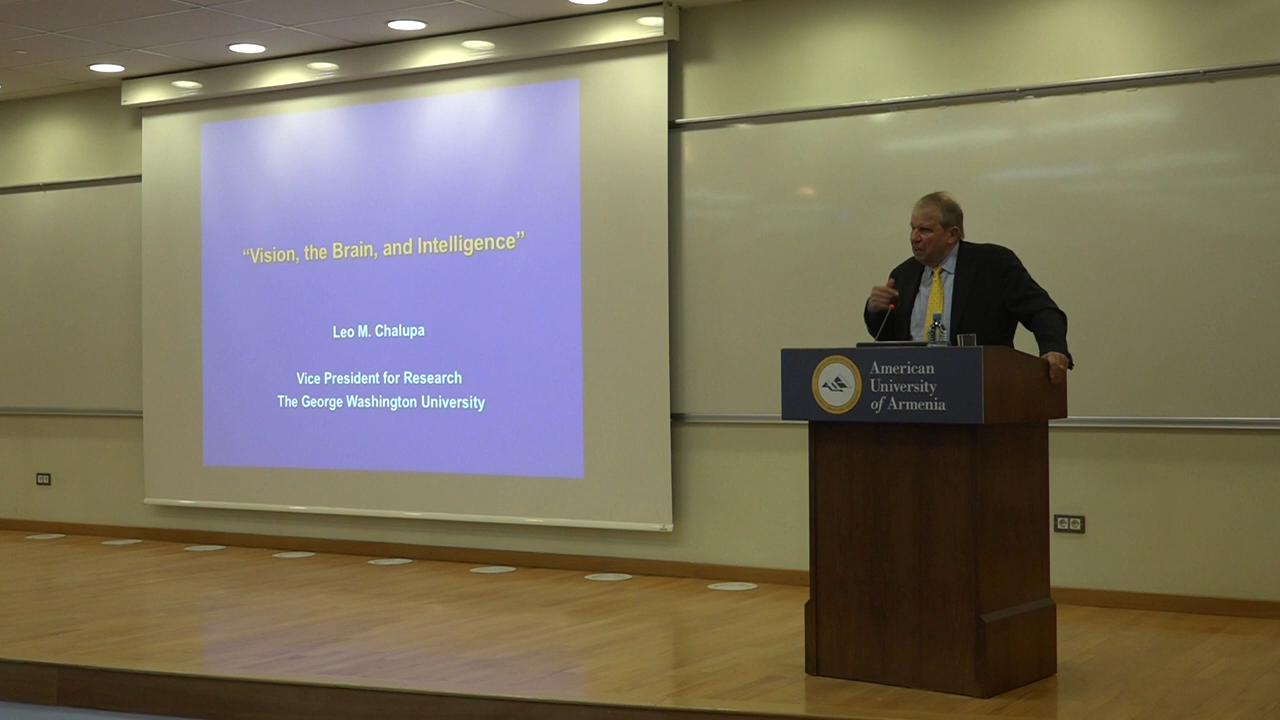 “Vision, the Brain, and Intelligence”
Leo M. Chalupa
Vice President for Research
The George Washington University
American
University
of Armenia